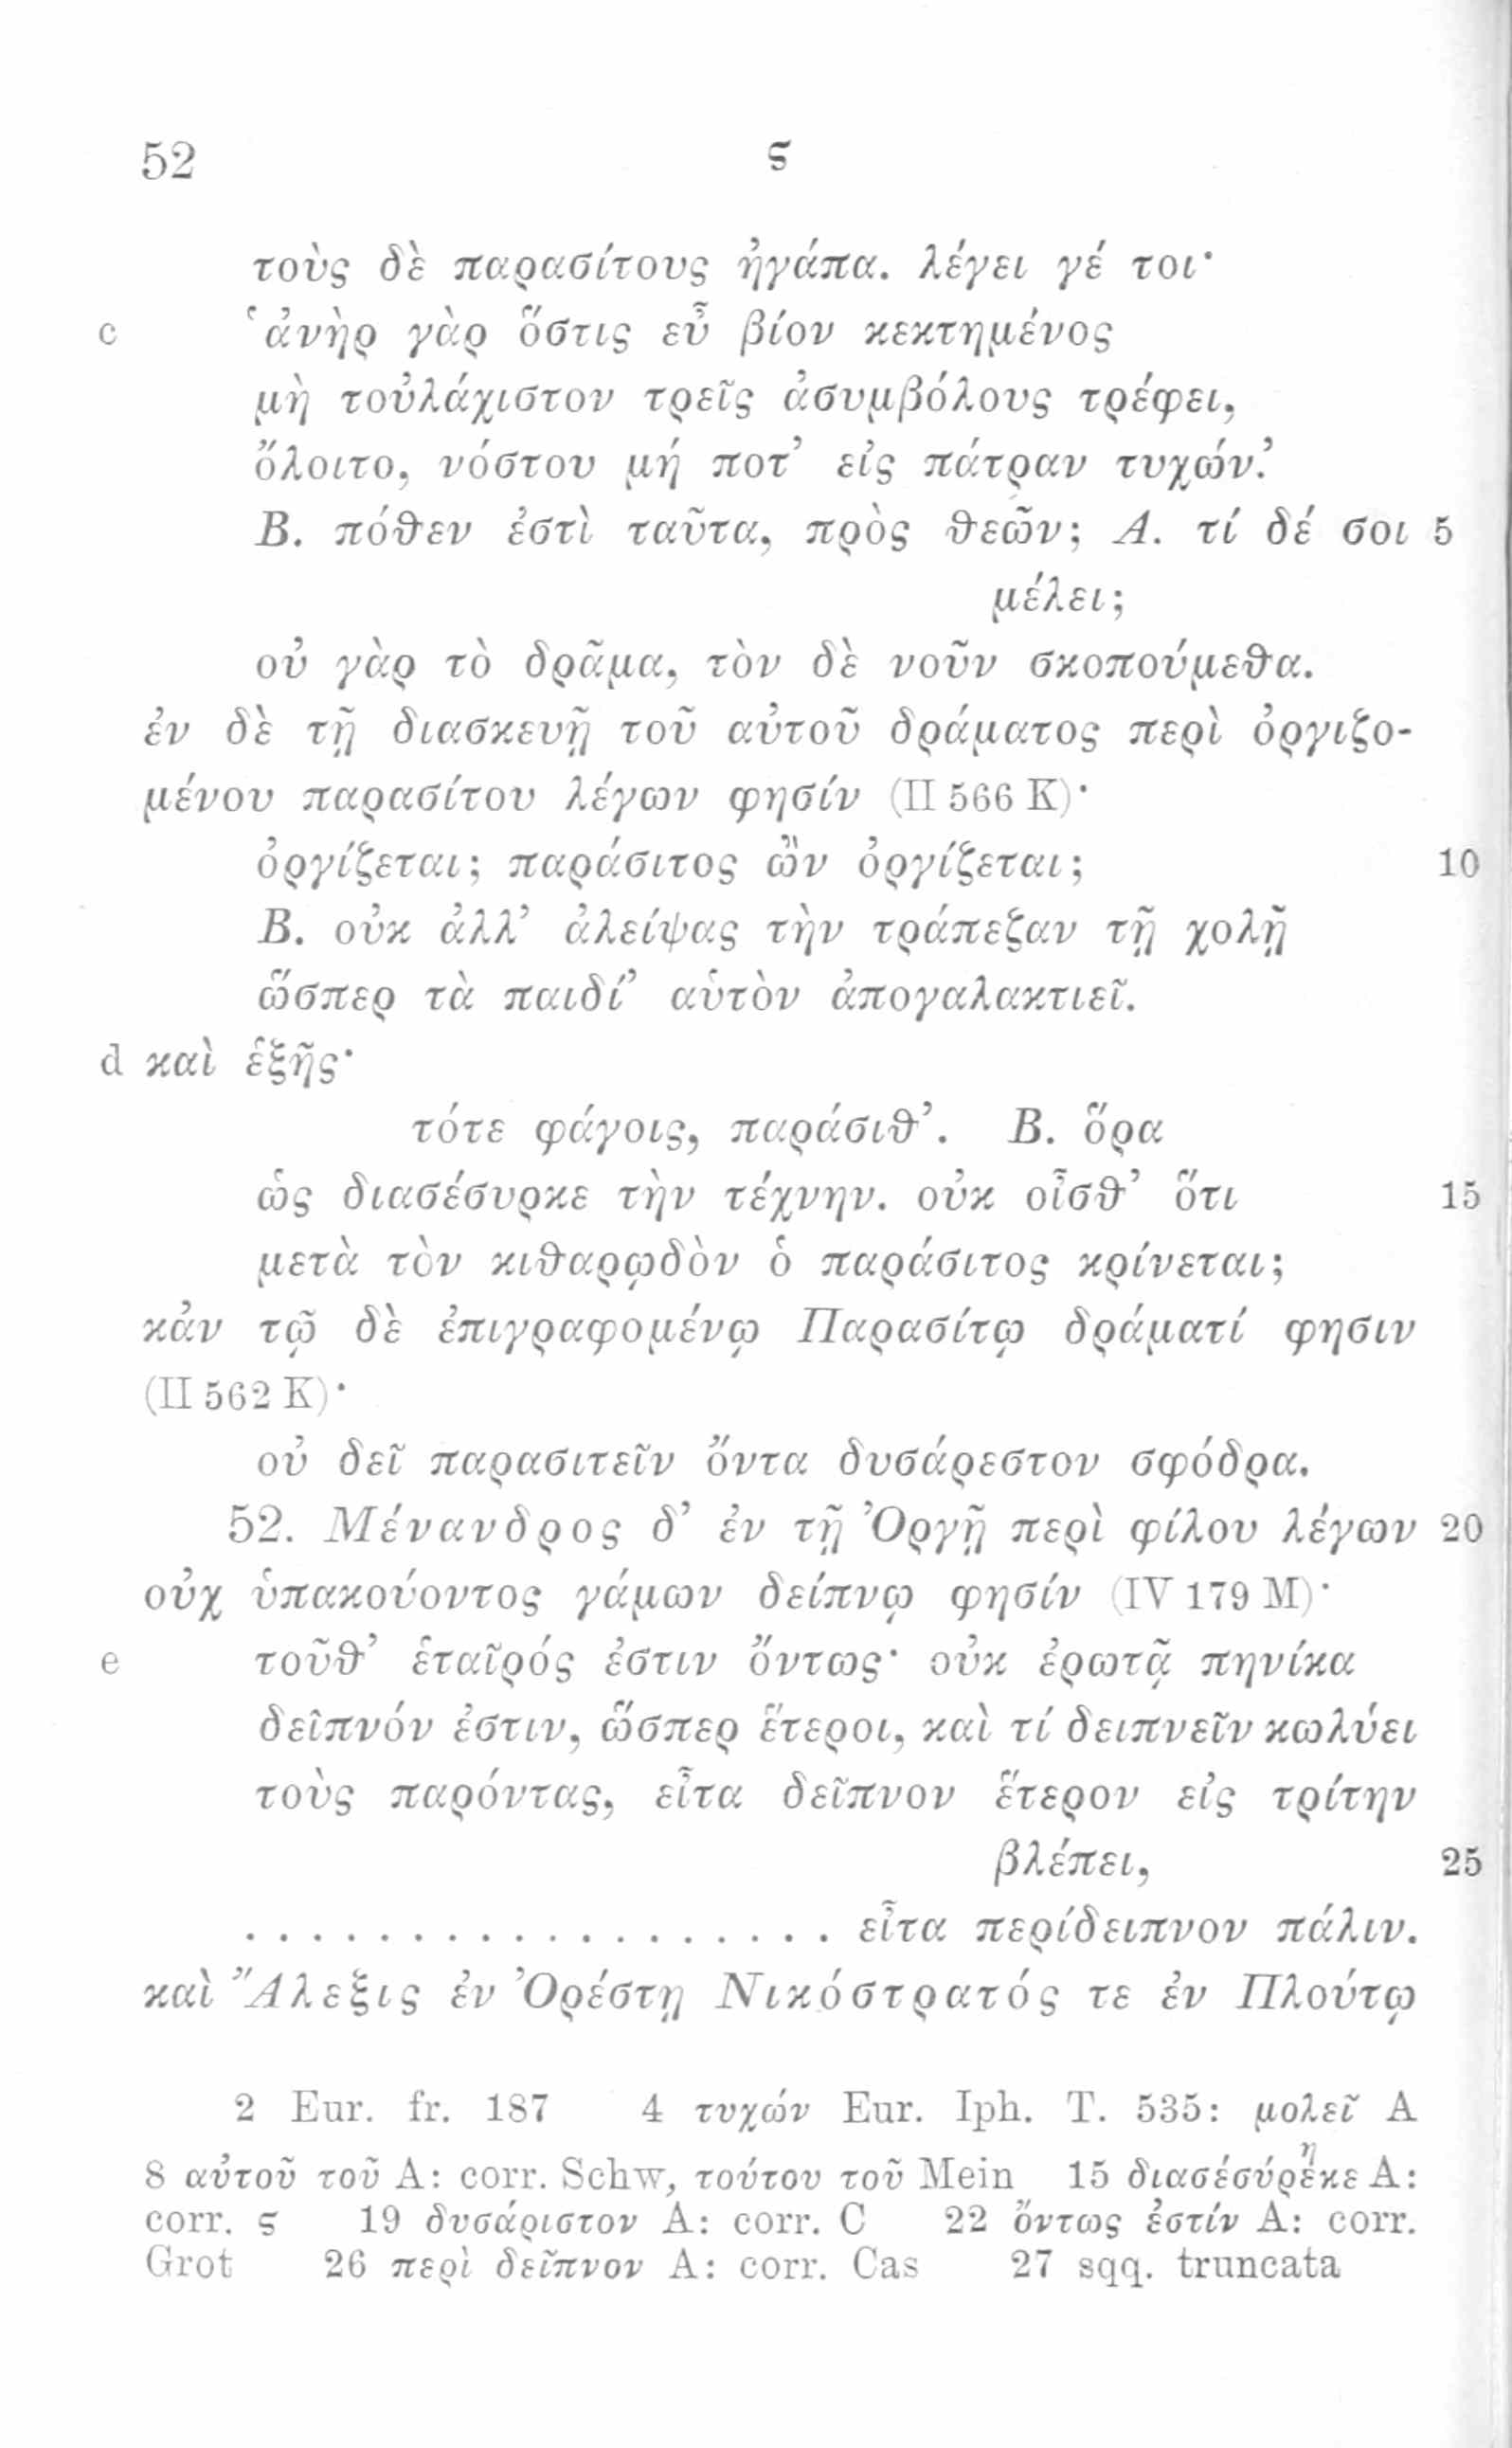 52 ς
τοὺς δὲ παρασίτους ἠγάπα. λέγει γέ τοι·
c ‘ἀνὴρ γὰρ ὅστις εὖ βίον κεκτημένος
μὴ τοὐλάχιστον τρεῖς ἀσυμβόλους τρέφει,
ὄλοιτο, νόστου μή ποτ’ εἰς πάτραν τυχών.’
Β. πόθεν ἐστὶ ταῦτα, πρὸς θεῶν; Α. τί δέ σοι 5
μέλει;
οὐ γὰρ τὸ δρᾶμα, τὸν δὲ νοῦν σκοπούμεθα.
ἐν δὲ τῇ διασκευῇ τοῦ αὐτοῦ δράματος περὶ ὀργιζο-
μένου παρασίτου λέγων φησίν (II 566 K)·
ὀργίζεται; παράσιτος ὢν ὀργίζεται; 10
Β. οὐκ ἀλλ’ ἀλείψας τὴν τράπεζαν τῇ χολῇ
ὥσπερ τὰ παιδί’ αὑτὸν ἀπογαλακτιεῖ.
d καὶ ἑξῆς·
τότε φάγοις, παράσιθ’. Β. ὅρα
ὡς διασέσυρκε τὴν τέχνην. οὐκ οἶσθ’ ὅτι 15
μετὰ τὸν κιθαρῳδὸν ὁ παράσιτος κρίνεται;
κἀν τῷ δὲ ἐπιγραφομένῳ Παρασίτῳ δράματί φησιν
(II 562 K)·
οὐ δεῖ παρασιτεῖν ὄντα δυσάρεστον σφόδρα.
52. Μένανδρος δ’ ἐν τῇ Ὀργῇ περὶ φίλου λέγων 20
οὐχ ὑπακούοντος γάμων δείπνῳ φησίν (IV 179 M)·
e τοῦθ’ ἑταῖρός ἐστιν ὄντως· οὐκ ἐρωτᾷ πηνίκα
δεῖπνόν ἐστιν, ὥσπερ ἕτεροι, καὶ τί δειπνεῖν κωλύει
τοὺς παρόντας, εἶτα δεῖπνον ἕτερον εἰς τρίτην
βλέπει, 25
. . . . . . . . . . . . . . . . . . εἶτα περίδειπνον πάλιν.
καὶ Ἄλεξις ἐν Ὀρέστῃ Νικόστρατός τε ἐν Πλούτῳ
2 Eur. fr. 187 4 τυχών Eur. Iph. T. 535: μολεῖ A
8 αὐτοῦ τοῦ A: corr. Schw, τούτου τοῦ Mein 15 διασέσύρηεκε A:
corr. ς 19 δυσάριστον A: corr. C 22 ὄντως ἐστίν A: corr.
Grot 26 περὶ δεῖπνον A: corr. Cas 27 sqq. truncata